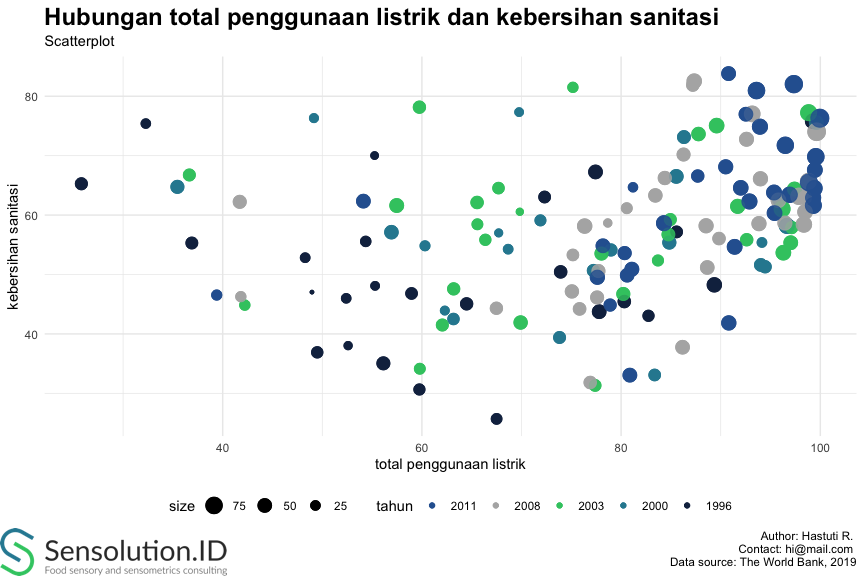 Hubungan total penggunaan listrik dan kebersihan sanitasi
Scatterplot
80
60
40
kebersihan sanitasi
40 60 80 100
total penggunaan listrik
size 75 50 25 tahun 2011 2008 2003 2000 1996
Sensolution.ID
Food sensory and sensometrics consulting
Author: Hastuti R.
Contact: hi@mail.com
Data source: The World Bank, 2019